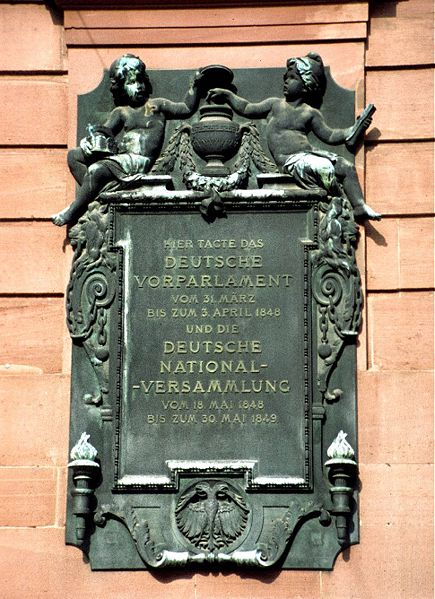 HIER TAGTE DAS
DEUTSCHE
VORPARLAMENT
VOM 31. MÄRZ
BIS ZUM 3. APRIL 1848
UND DIE
DEUTSCHE
NATIONAL-
-VERSAMMLUNG
VOM 18 MAI 1848
BIS ZUM 30. MAI 1849